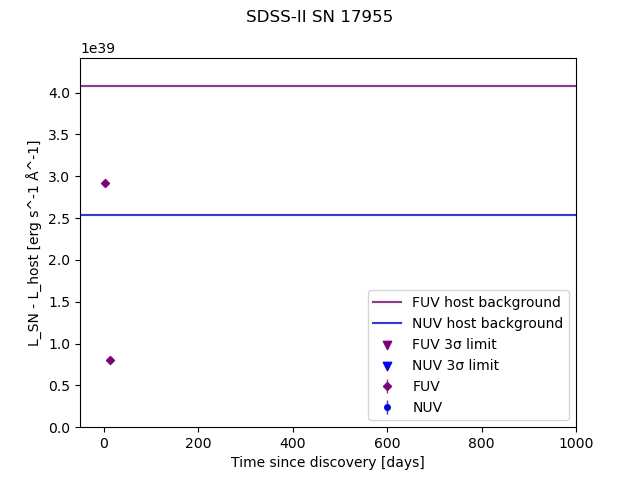 SDSS-II SN 17955
1e39
L_SN - L_host [erg s^-1 Å^-1]
4.0
3.5
3.0
2.5
2.0
1.5
1.0
0.5
0.0
FUV host background
NUV host background
FUV 3σ limit
NUV 3σ limit
FUV
NUV
0 200 400 600 800 1000
Time since discovery [days]